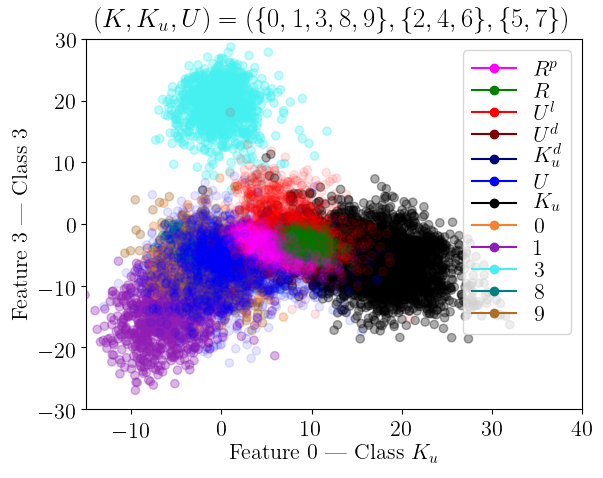 (K, K_u, U) = ({0, 1, 3, 8, 9}, {2, 4, 6}, {5, 7})
Feature 3 — Class 3
30
20
10
0
−10
−20
−30
−10 0 10 20 30 40
Feature 0 — Class K_u
R^p
R
U^l
U^d
K_u^d
U
K_u
0
1
3
8
9